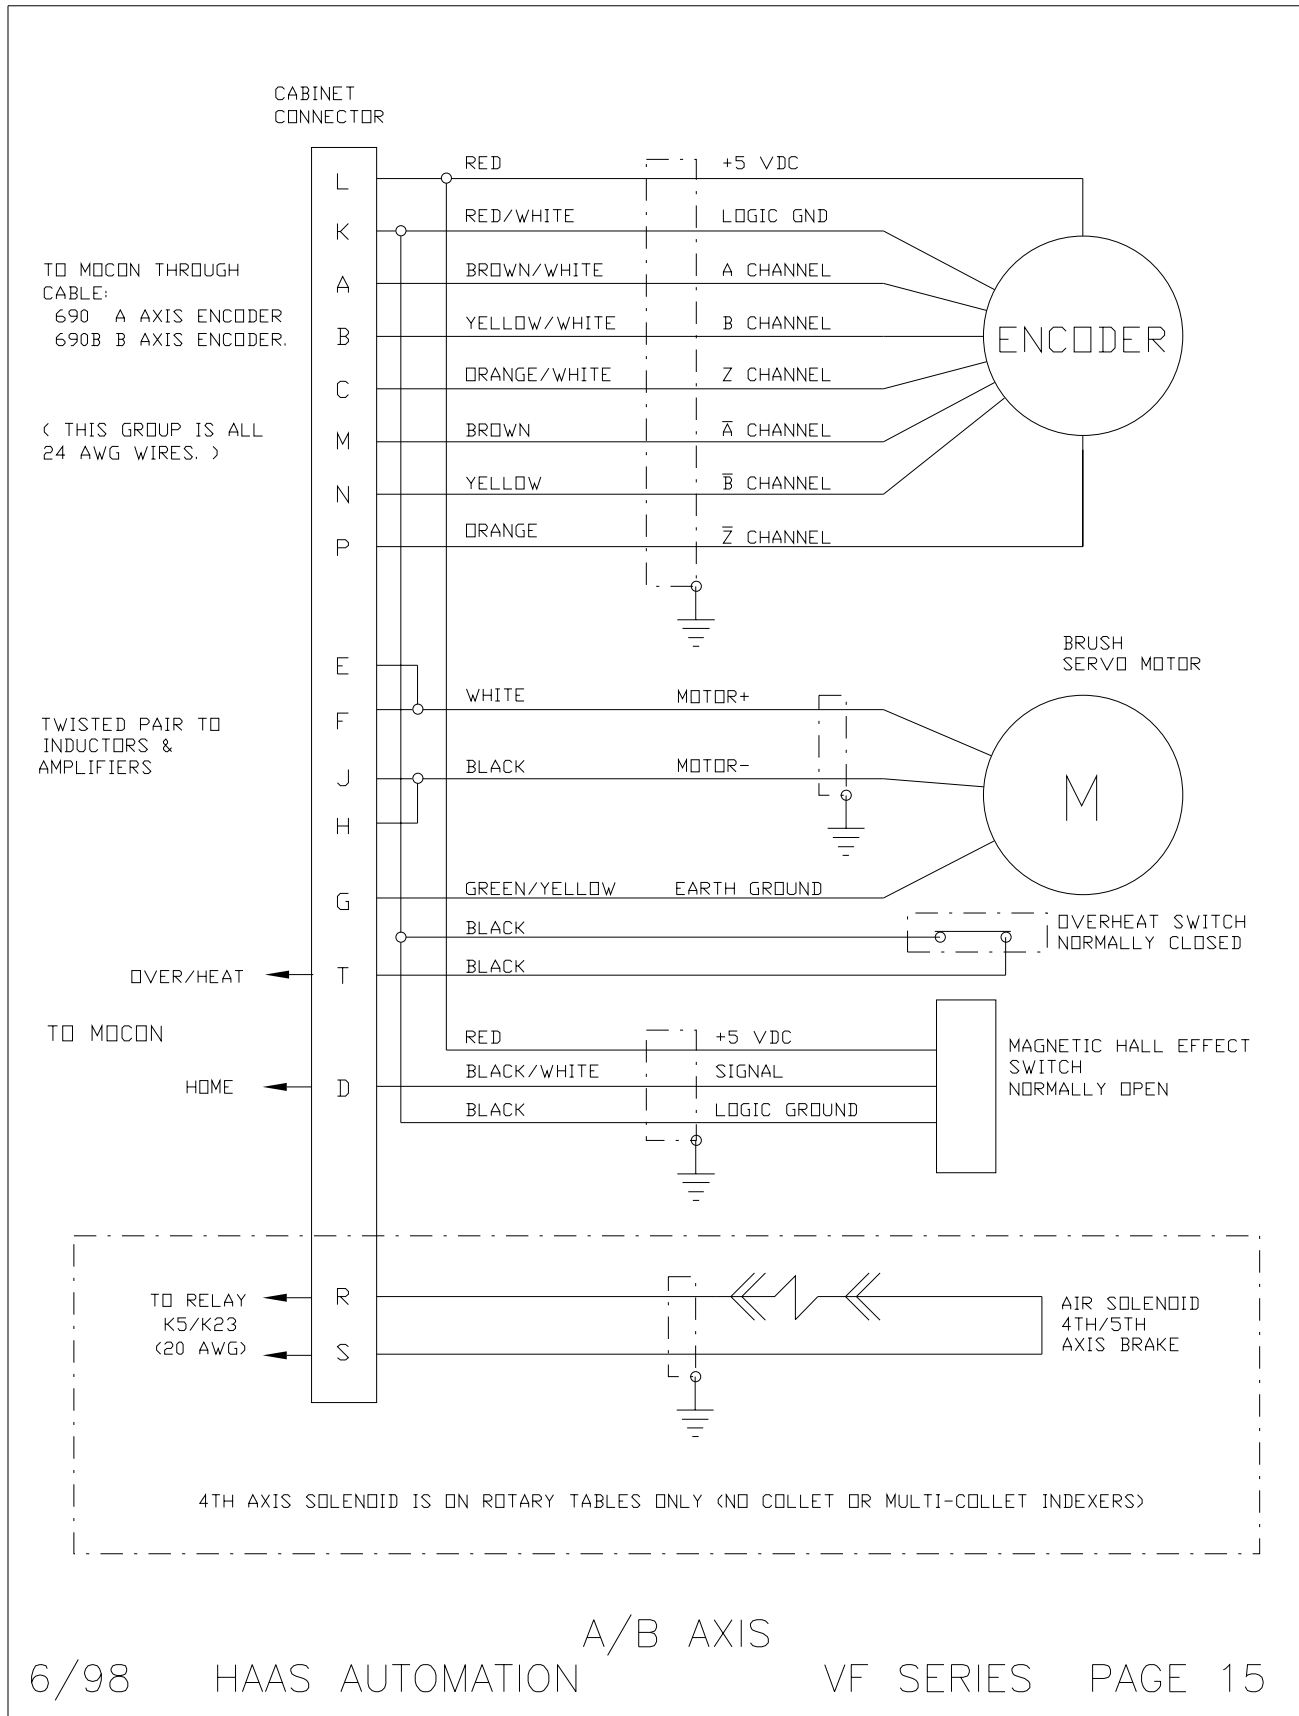 CABINET
CONNECTOR
L RED +5 VDC
K RED/WHITE LOGIC GND
A BROWN/WHITE A CHANNEL
B YELLOW/WHITE B CHANNEL
C ORANGE/WHITE Z CHANNEL
M BROWN A̅ CHANNEL
N YELLOW B̅ CHANNEL
P ORANGE Z̅ CHANNEL
ENCODER
TO MOCON THROUGH
CABLE:
690 A AXIS ENCODER
690B B AXIS ENCODER.
( THIS GROUP IS ALL
24 AWG WIRES. )
BRUSH
SERVO MOTOR
E
F WHITE MOTOR+
J BLACK MOTOR-
H
M
TWISTED PAIR TO
INDUCTORS &
AMPLIFIERS
G GREEN/YELLOW EARTH GROUND
BLACK
OVERHEAT SWITCH
NORMALLY CLOSED
OVER/HEAT T BLACK
TO MOCON
RED +5 VDC
HOME D BLACK/WHITE SIGNAL
BLACK LOGIC GROUND
MAGNETIC HALL EFFECT
SWITCH
NORMALLY OPEN
R
S
TO RELAY
K5/K23
(20 AWG)
AIR SOLENOID
4TH/5TH
AXIS BRAKE
4TH AXIS SOLENOID IS ON ROTARY TABLES ONLY (NO COLLET OR MULTI-COLLET INDEXERS)
A/B AXIS
6/98 HAAS AUTOMATION VF SERIES PAGE 15